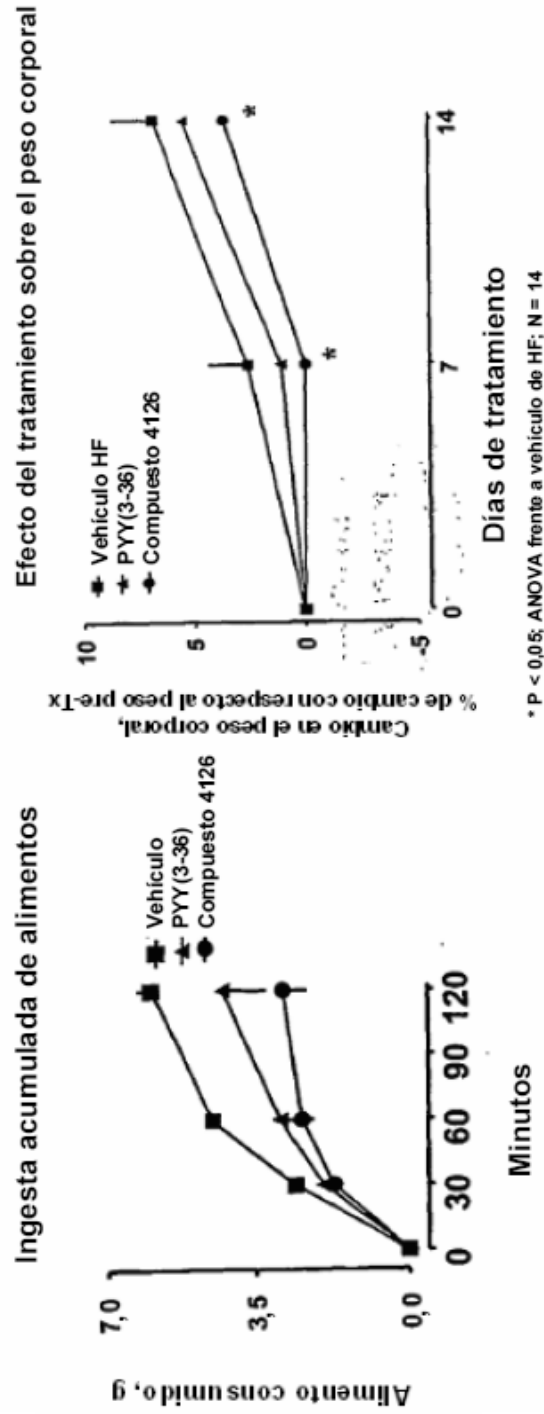 Ingesta acumulada de alimentos
Alimento consumido, g
7,0
3,5
0,0
0 30 60 90 120
Minutos
Vehículo
PYY(3-36)
Compuesto 4126
Efecto del tratamiento sobre el peso corporal
Cambio en el peso corporal,
% de cambio con respecto al peso pre-Tx
10
5
0
-5
Vehículo HF
PYY(3-36)
Compuesto 4126
*
*
0 7 14
Días de tratamiento
* P < 0,05; ANOVA frente a vehículo de HF; N = 14